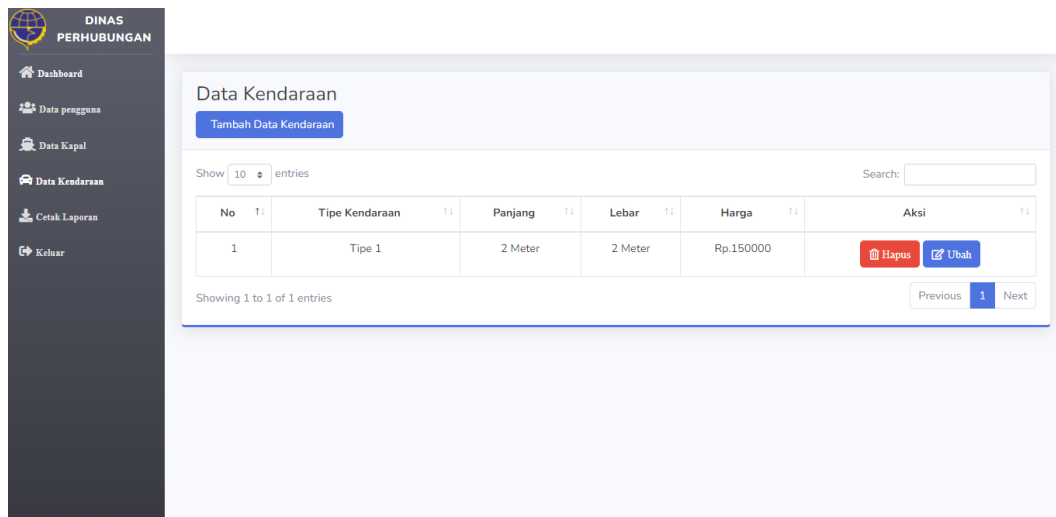 DINAS
PERHUBUNGAN
Dashboard
Data pengguna
Data Kapal
Data Kendaraan
Cetak Laporan
Keluar
Data Kendaraan
Tambah Data Kendaraan
Show 10 entries Search:
No Tipe Kendaraan Panjang Lebar Harga Aksi
1 Tipe 1 2 Meter 2 Meter Rp.150000 Hapus Ubah
Showing 1 to 1 of 1 entries Previous 1 Next